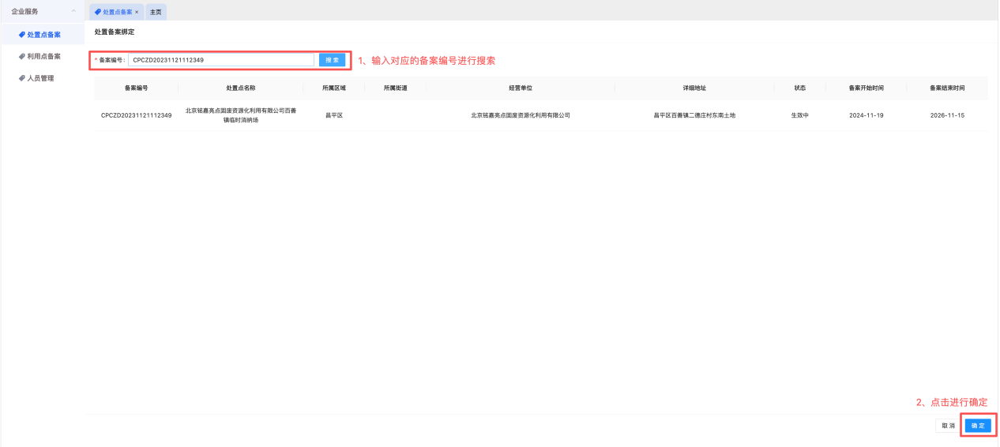 企业服务
处置点备案 × 主页
处置点备案
利用点备案
人员管理
处置备案绑定
* 备案编号: CPCZD20231121112349 搜 索 1、输入对应的备案编号进行搜索
备案编号 处置点名称 所属区域 所属街道 经营单位 详细地址 状态 备案开始时间 备案结束时间
CPCZD20231121112349 北京铭嘉亮点固废资源化利用有限公司百善 昌平区 北京铭嘉亮点固废资源化利用有限公司 昌平区百善镇二德庄村东南土地 生效中 2024-11-19 2026-11-15
镇临时消纳场
2、点击进行确定
取 消 确 定